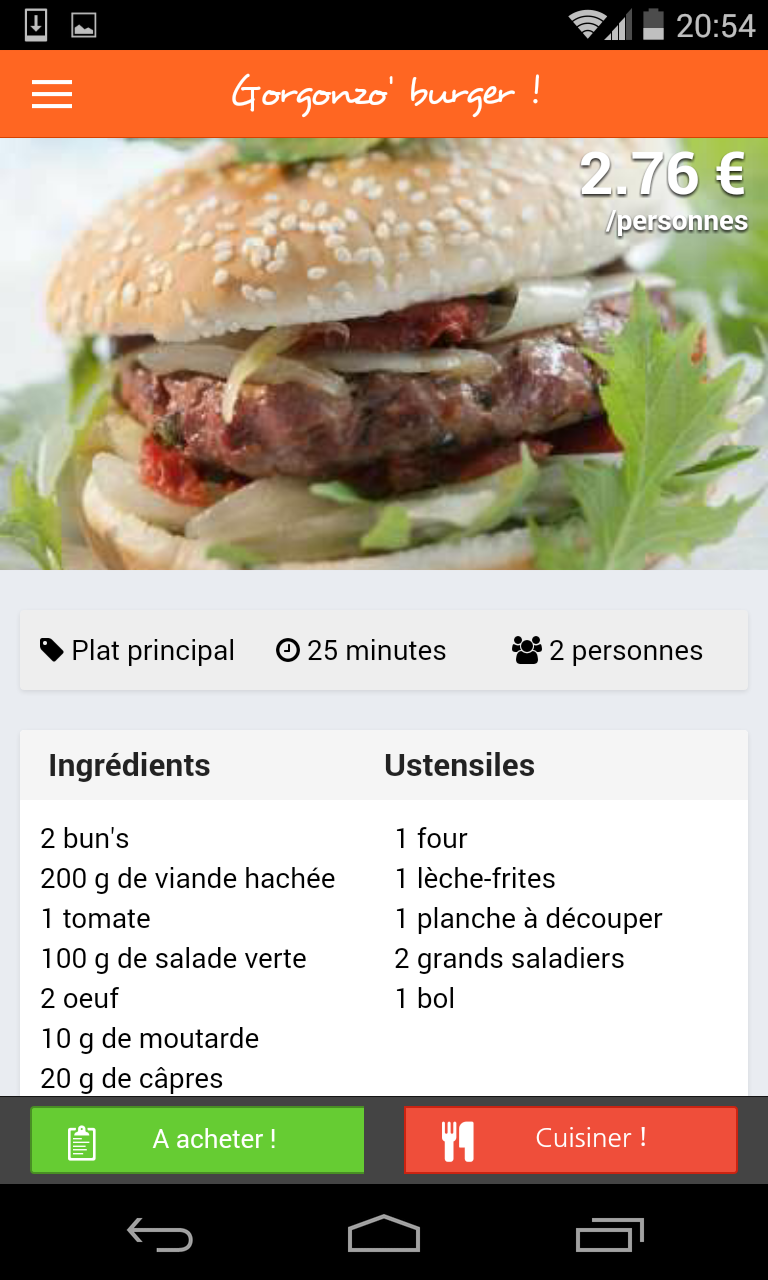 20:54
Gorgonzo' burger !
2.76 €
/personnes
Plat principal 25 minutes 2 personnes
Ingrédients Ustensiles
2 bun's 1 four
200 g de viande hachée 1 lèche-frites
1 tomate 1 planche à découper
100 g de salade verte 2 grands saladiers
2 oeuf 1 bol
10 g de moutarde
20 g de câpres
A acheter ! Cuisiner !